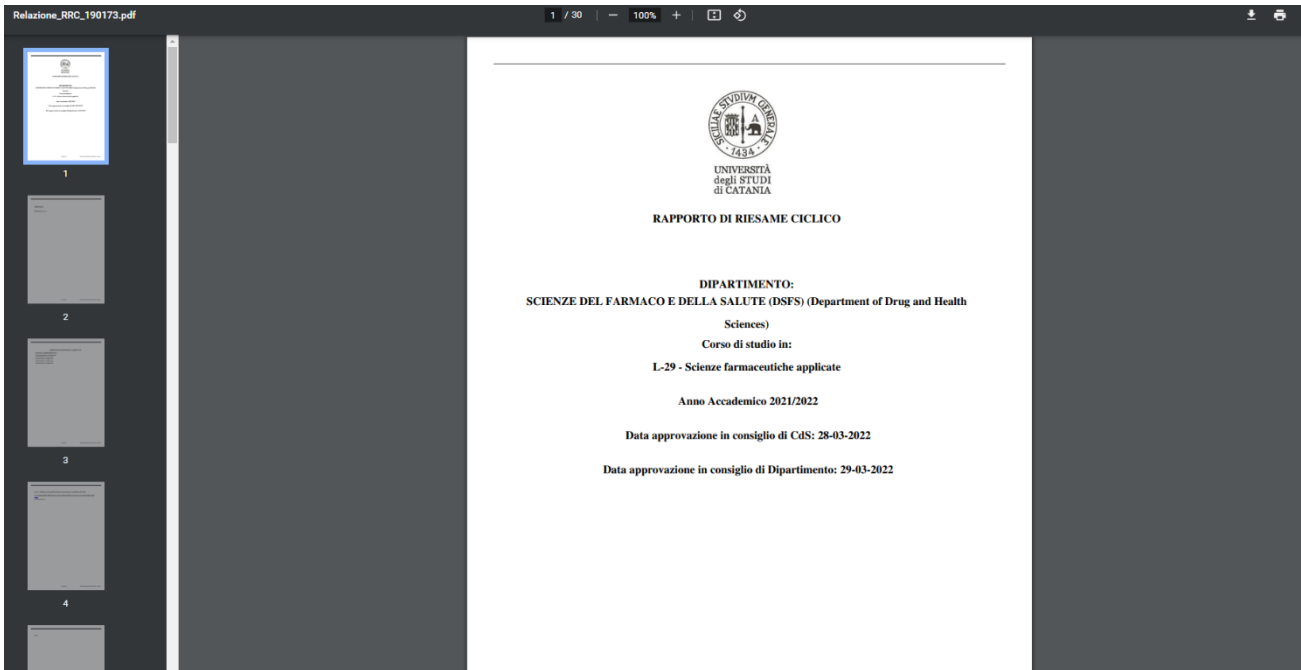 Relazione_RRC_190173.pdf
1 / 30
100%
1
2
3
4
SICILIAE STVDIVM GENERALE
1434
UNIVERSITÀ
degli STUDI
di CATANIA
RAPPORTO DI RIESAME CICLICO
DIPARTIMENTO:
SCIENZE DEL FARMACO E DELLA SALUTE (DSFS) (Department of Drug and Health
Sciences)
Corso di studio in:
L-29 - Scienze farmaceutiche applicate
Anno Accademico 2021/2022
Data approvazione in consiglio di CdS: 28-03-2022
Data approvazione in consiglio di Dipartimento: 29-03-2022